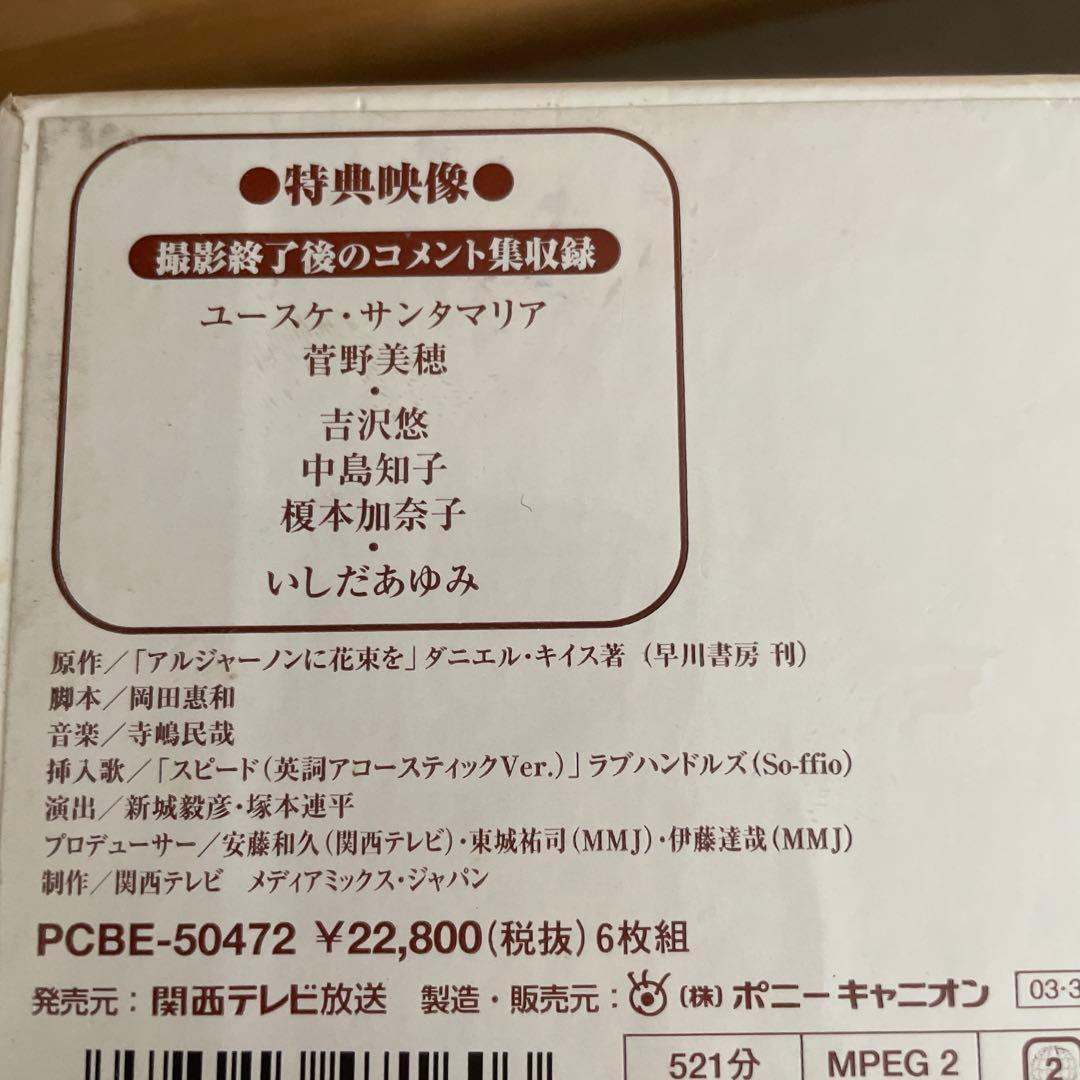 ●特典映像●
撮影終了後のコメント集収録
ユースケ・サンタマリア
菅野美穂
・
吉沢悠
中島知子
榎本加奈子
・
いしだあゆみ
原作／「アルジャーノンに花束を」ダニエル・キイス著（早川書房 刊）
脚本／岡田惠和
音楽／寺嶋民哉
挿入歌／「スピード（英詞アコースティックVer.）」ラブハンドルズ（So-ffio）
演出／新城毅彦・塚本連平
プロデューサー／安藤和久（関西テレビ）・東城祐司（MMJ）・伊藤達哉（MMJ）
制作／関西テレビ　メディアミックス・ジャパン
PCBE-50472 ¥22,800（税抜）6枚組
発売元：関西テレビ放送　製造・販売元：（株）ポニーキャニオン 03・3
521分 MPEG 2 2